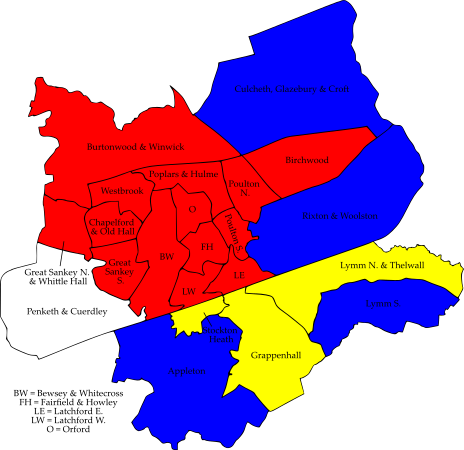 Culcheth, Glazebury & Croft
Burtonwood & Winwick
Birchwood
Poplars & Hulme
Westbrook
Poulton
N.
O
Rixton & Woolston
Chapelford
& Old Hall
Poulton S.
FH
BW
Great
Sankey
S.
LE
Lymm N. & Thelwall
Great Sankey N.
& Whittle Hall
LW
Penketh & Cuerdley
Lymm S.
Stockton
Heath
Grappenhall
Appleton
BW = Bewsey & Whitecross
FH = Fairfield & Howley
LE = Latchford E.
LW = Latchford W.
O = Orford